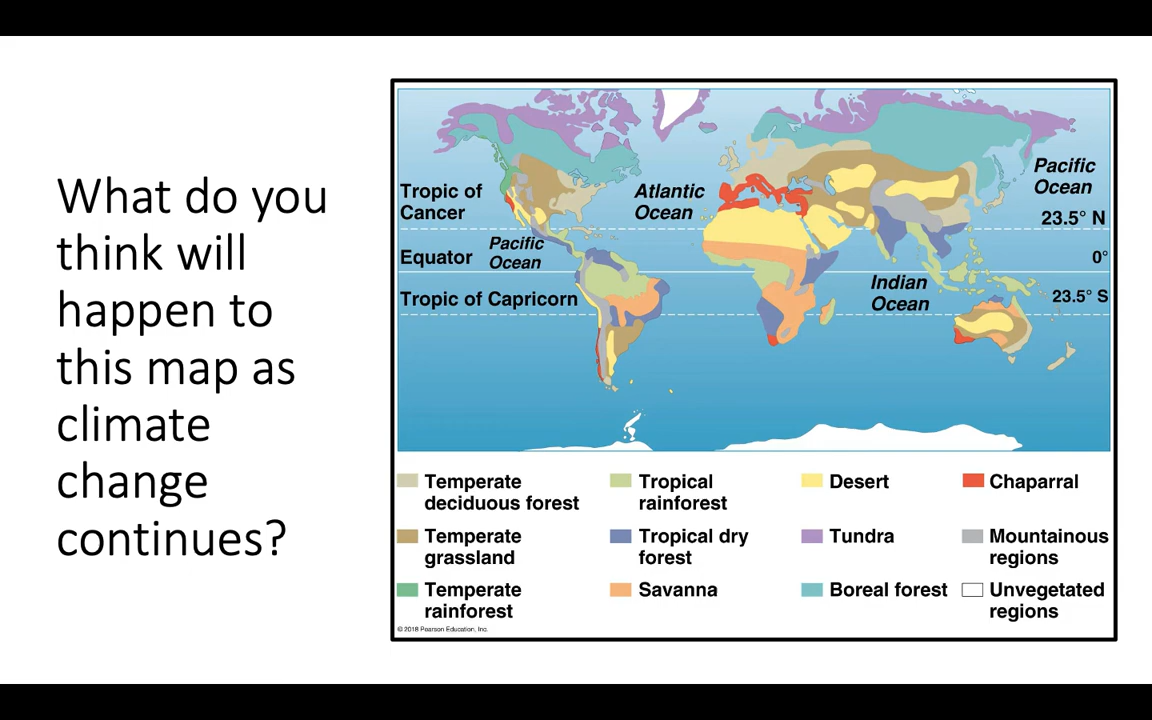 What do you
think will
happen to
this map as
climate
change
continues?
Tropic of
Cancer
Equator
Tropic of Capricorn
Pacific
Ocean
Atlantic
Ocean
Indian
Ocean
Pacific
Ocean
23.5° N
0°
23.5° S
Temperate
deciduous forest
Temperate
grassland
Temperate
rainforest
Tropical
rainforest
Tropical dry
forest
Savanna
Desert
Tundra
Boreal forest
Chaparral
Mountainous
regions
Unvegetated
regions
© 2018 Pearson Education, Inc.